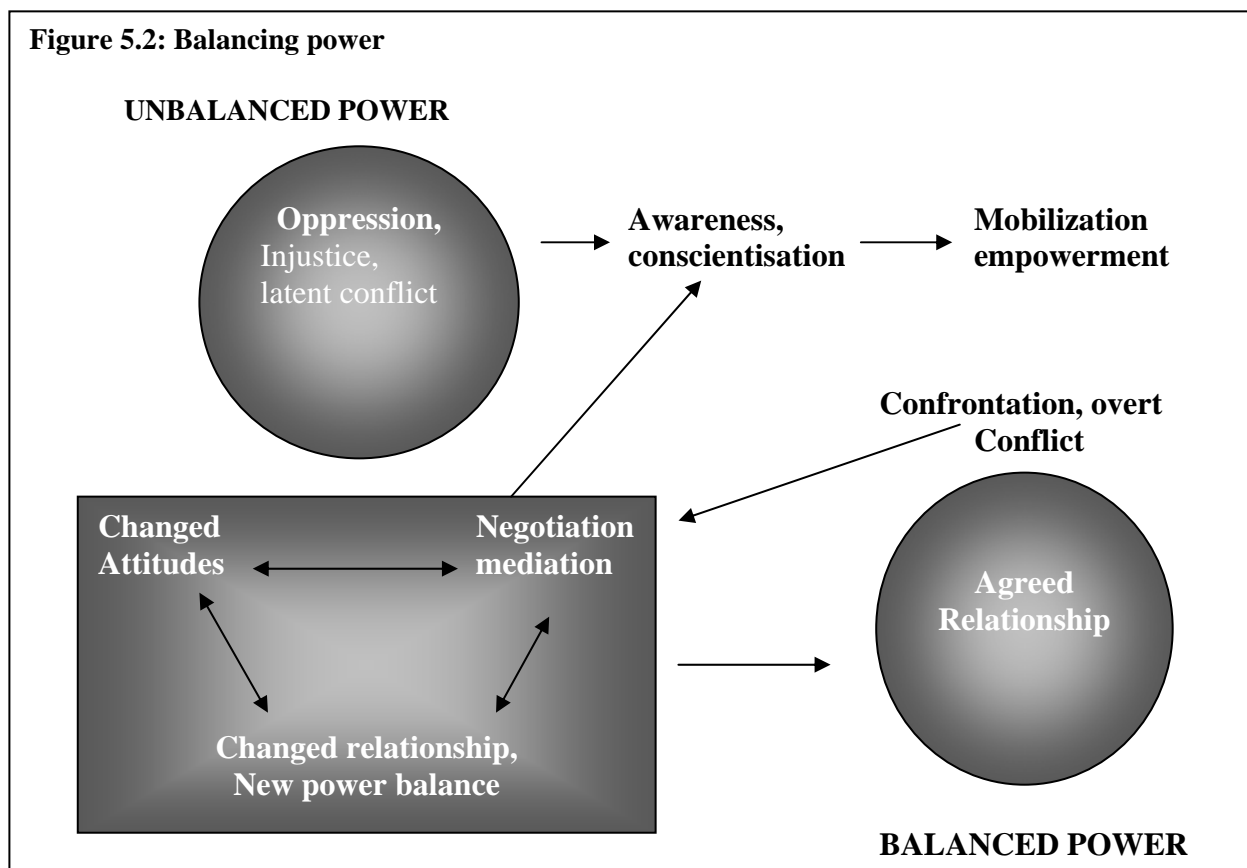 Figure 5.2: Balancing power
UNBALANCED POWER
Oppression,
Injustice,
latent conflict
Awareness,
conscientisation
Mobilization
empowerment
Confrontation, overt
Conflict
Changed
Attitudes
Negotiation
mediation
Changed relationship,
New power balance
Agreed
Relationship
BALANCED POWER